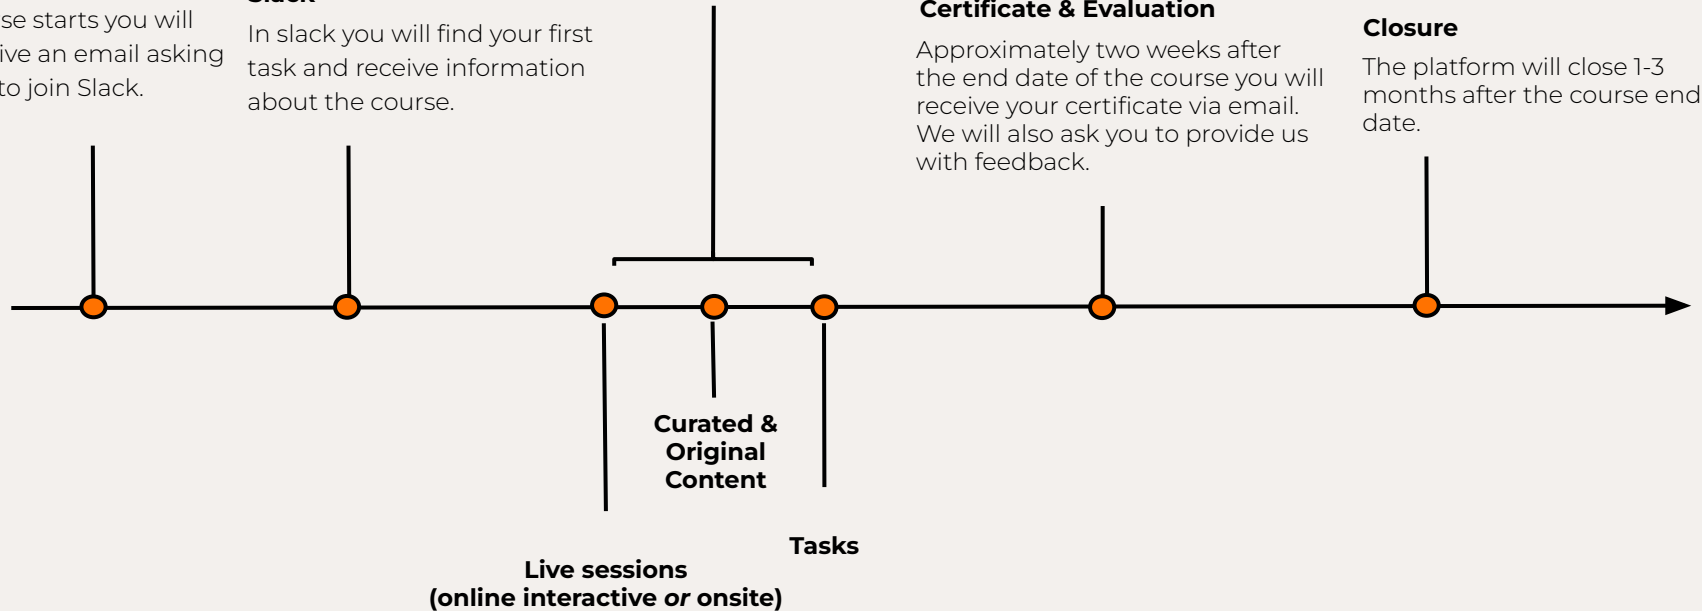 se starts you will
ive an email asking
to join Slack.
Slack
In slack you will find your first
task and receive information
about the course.
Certificate & Evaluation
Approximately two weeks after
the end date of the course you will
receive your certificate via email.
We will also ask you to provide us
with feedback.
Closure
The platform will close 1-3
months after the course end
date.
Curated &
Original
Content
Tasks
Live sessions
(online interactive or onsite)